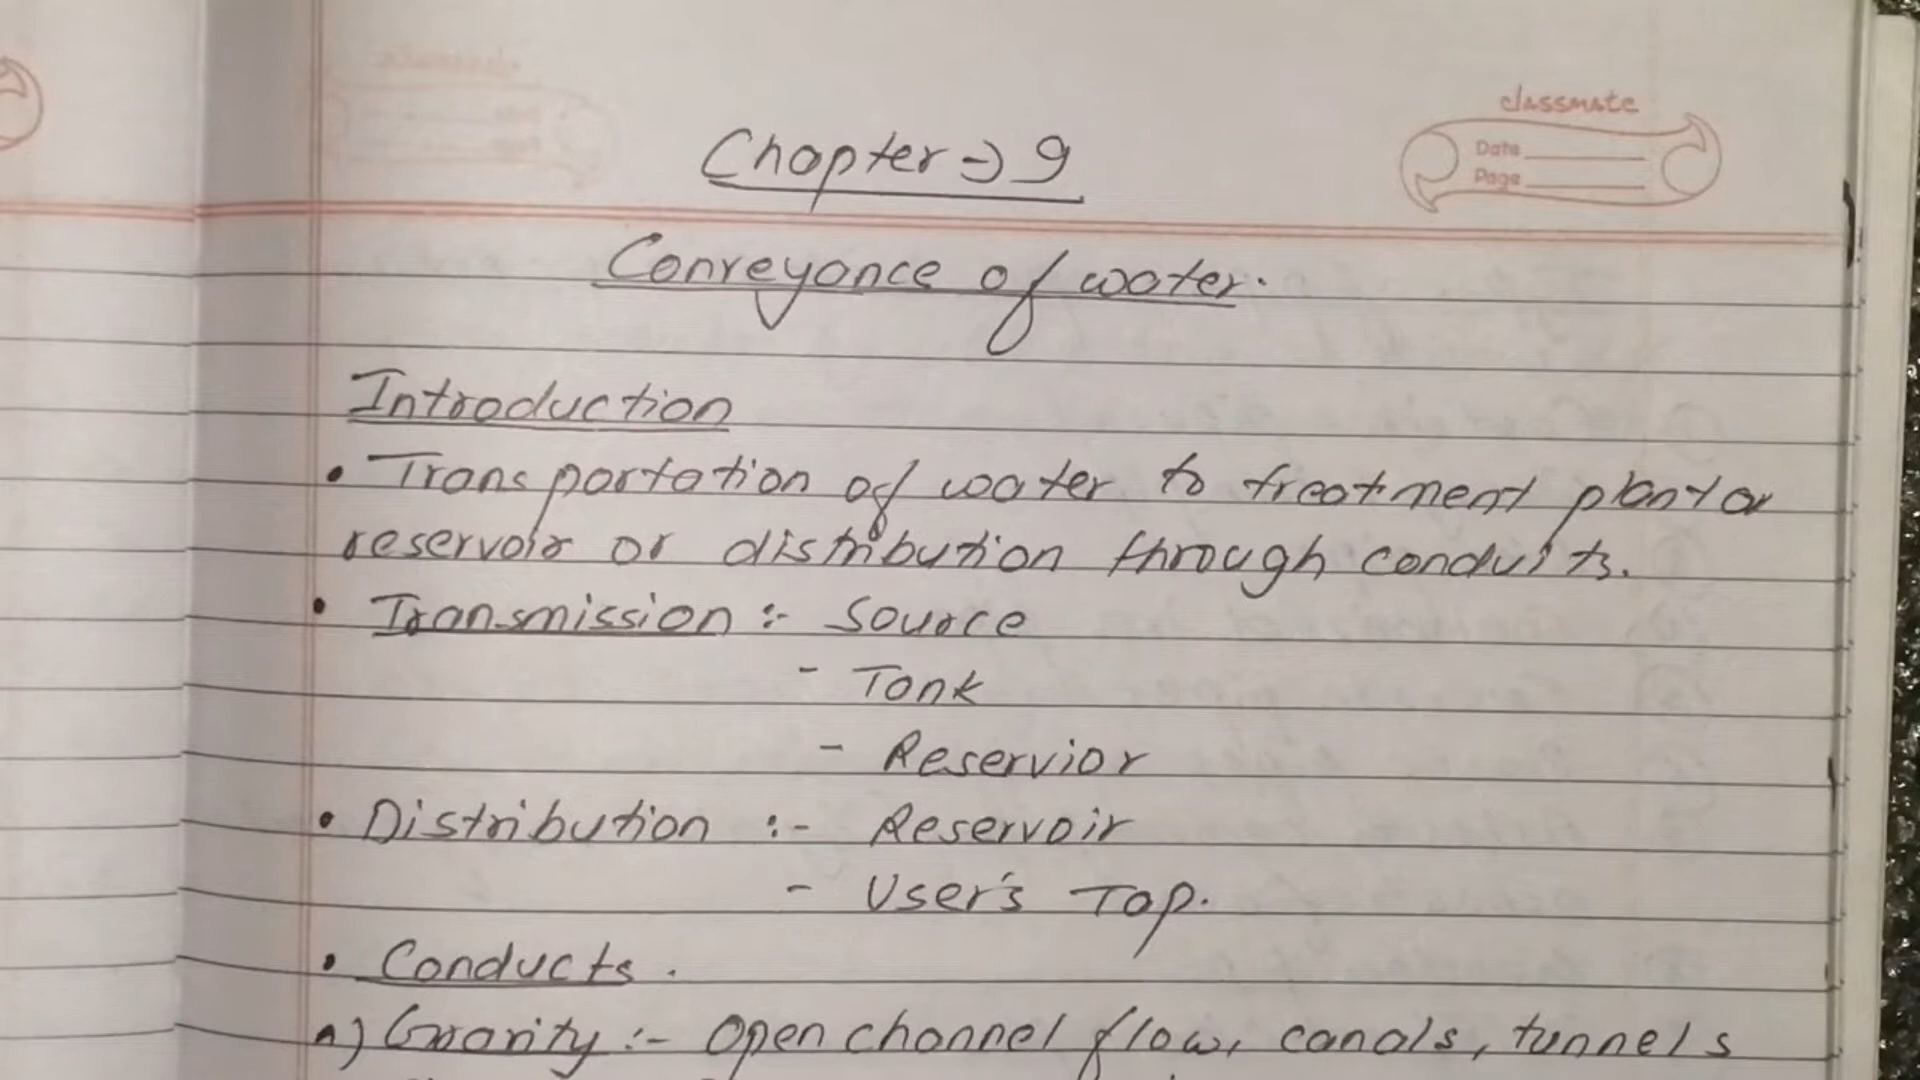 classmate
Date
Page
Chapter → 9
Conveyance of water.
Introduction
• Transportation of water to treatment plant or
reservoir or distribution through conduits.
• Transmission :- Source
- Tank
- Reservior
• Distribution :- Reservoir
- User's Tap.
• Conducts.
a) Gravity :- Open channel flow, canals, tunnels